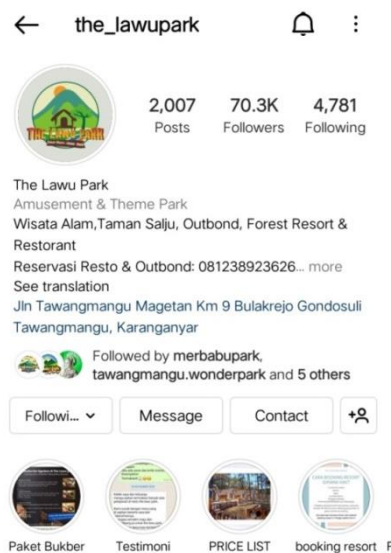 the_lawupark
2,007 70.3K 4,781
Posts Followers Following
THE LAWU PARK
The Lawu Park
Amusement & Theme Park
Wisata Alam,Taman Salju, Outbond, Forest Resort &
Restorant
Reservasi Resto & Outbond: 081238923626... more
See translation
Jln Tawangmangu Magetan Km 9 Bulakrejo Gondosuli
Tawangmangu, Karanganyar
Followed by merbabupark,
tawangmangu.wonderpark and 5 others
Followi... Message Contact
Paket Bukber Testimoni PRICE LIST booking resort